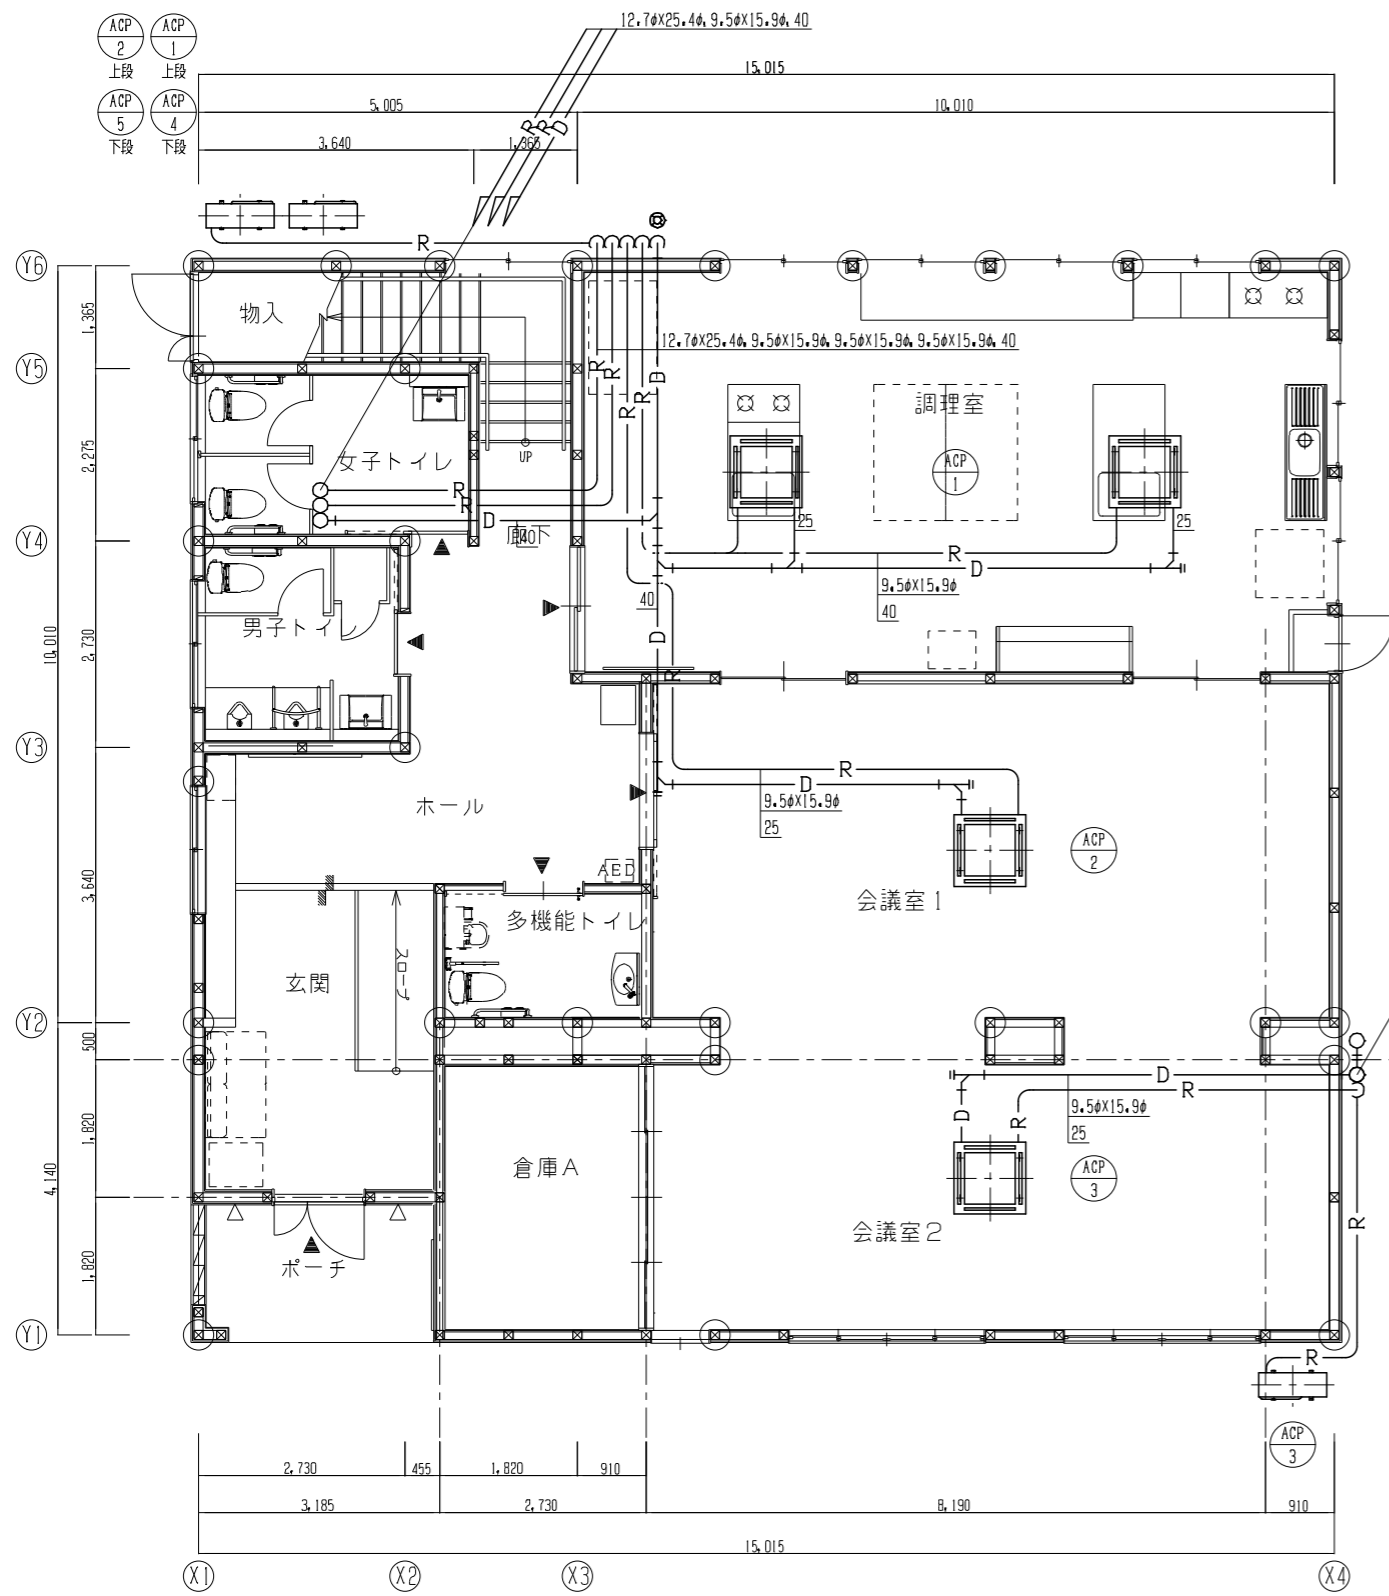 12.7φX25.4φ, 9.5φX15.9φ, 40
ACP
2
上段
ACP
1
上段
15,015
ACP
5
下段
ACP
4
下段
5,005
10,010
3,640
1,365
R
R
D
R
Y6
物入
1,365
12.7φX25.4φ, 9.5φX15.9φ, 9.5φX15.9φ, 9.5φX15.9φ, 40
Y5
R
R
R
R
D
調理室
2,275
女子トイレ
UP
ACP
1
R
R
D
25
25
Y4
廊下
40
R
D
9.5φX15.9φ
40
40
男子トイレ
10,010
2,730
D
R
Y3
R
D
9.5φX15.9φ
25
ホール
ACP
2
AED
3,640
会議室1
多機能トイレ
スロープ
玄関
Y2
500
D
R
9.5φX15.9φ
25
D
R
1,820
4,140
倉庫A
ACP
3
会議室2
R
1,820
ポーチ
Y1
R
ACP
3
2,730
455
1,820
910
3,185
2,730
8,190
910
15,015
X1
X2
X3
X4